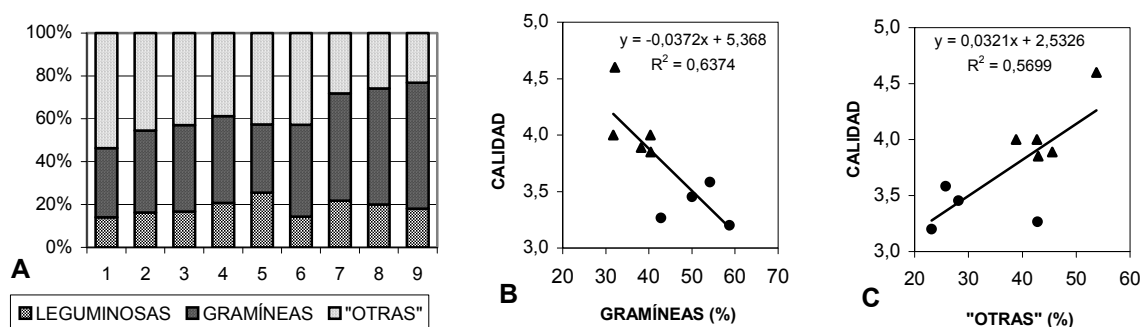 100%
80%
60%
40%
20%
0%
1 2 3 4 5 6 7 8 9
A
LEGUMINOSAS GRAMÍNEAS "OTRAS"
5,0
4,5
4,0
3,5
3,0
CALIDAD
y = -0,0372x + 5,368
R² = 0,6374
20 30 40 50 60 70
B
GRAMÍNEAS (%)
5,0
4,5
4,0
3,5
3,0
CALIDAD
y = 0,0321x + 2,5326
R² = 0,5699
20 30 40 50 60
C
"OTRAS" (%)